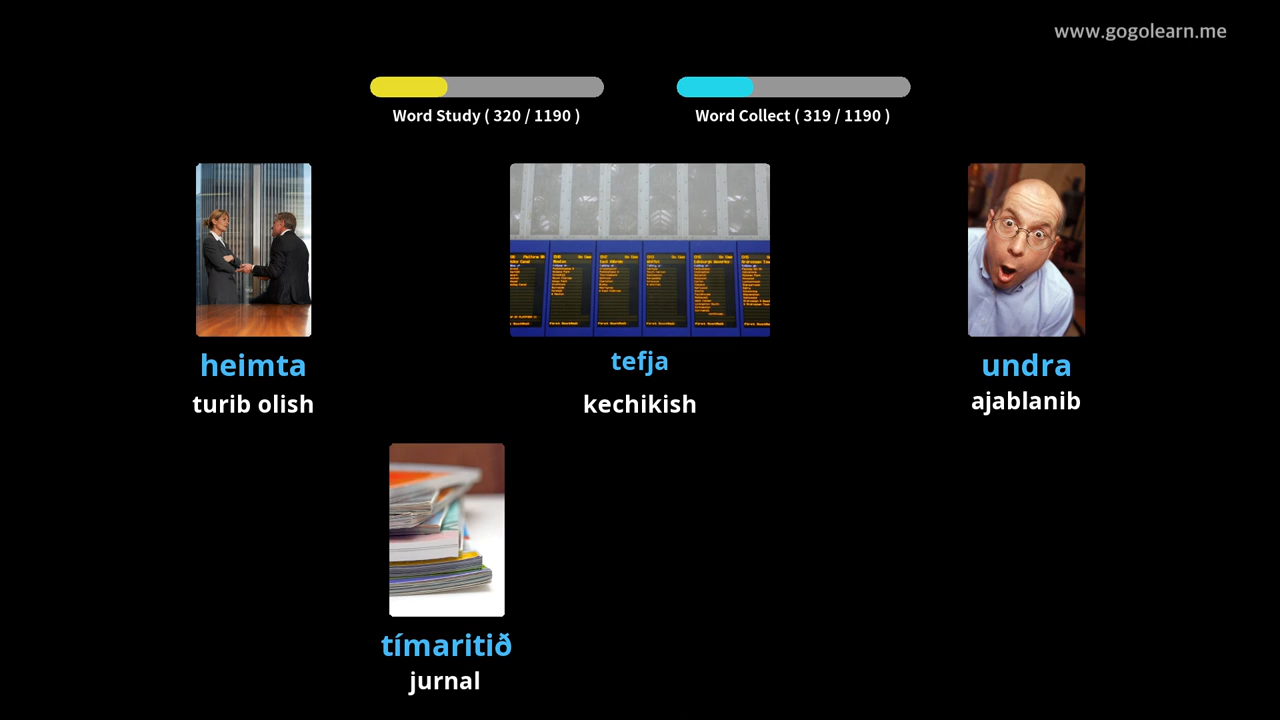 www.gogolearn.me
Word Study ( 320 / 1190 )
Word Collect ( 319 / 1190 )
heimta
turib olish
tefja
kechikish
undra
ajablanib
tímaritið
jurnal